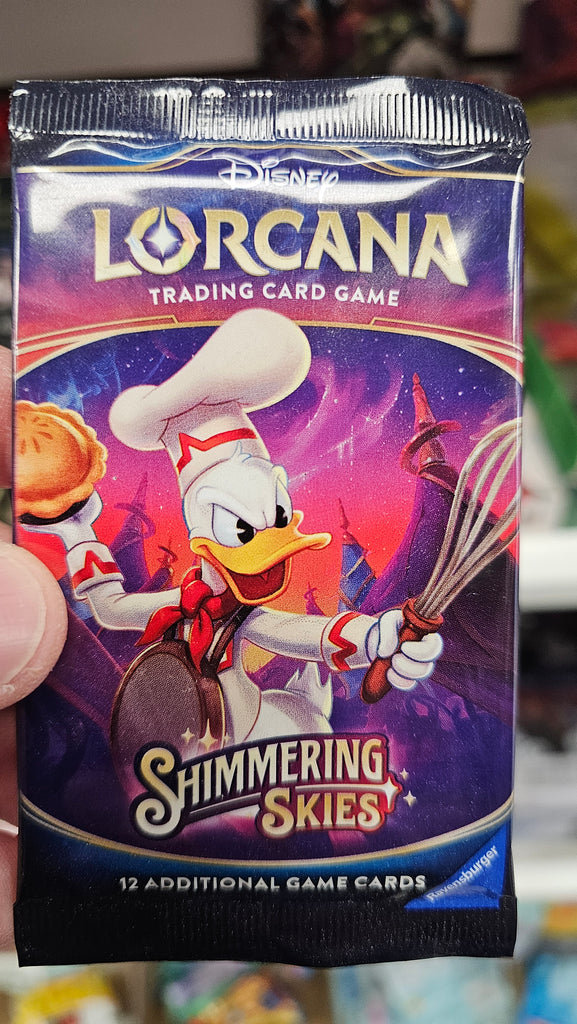 Disney
LORCANA
TRADING CARD GAME
SHIMMERING
SKIES
12 ADDITIONAL GAME CARDS
Ravensburger